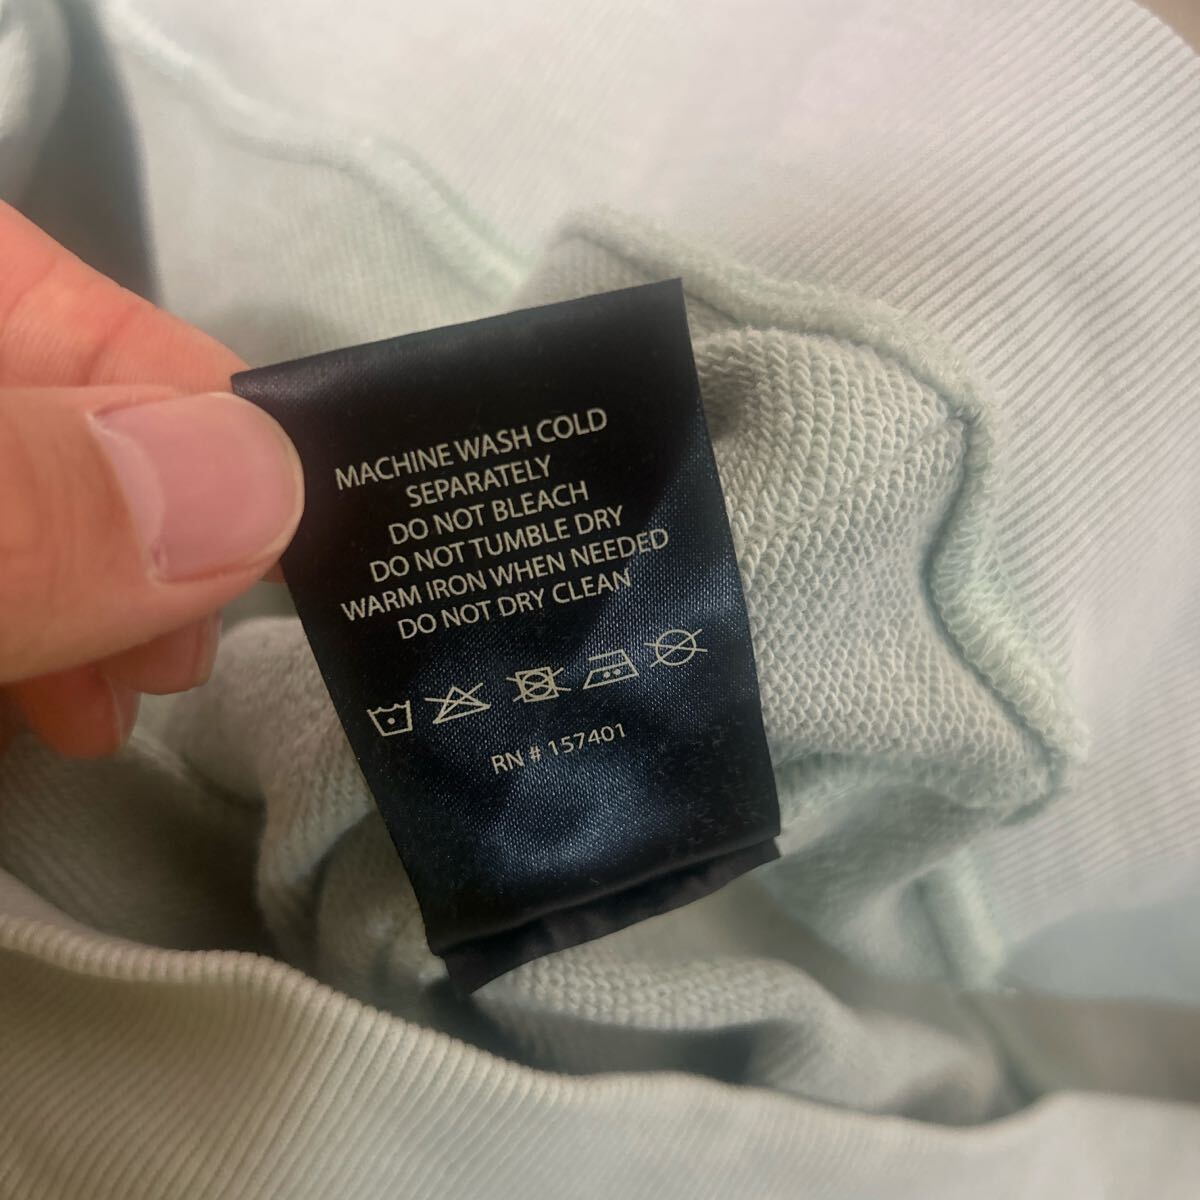 MACHINE WASH COLD
SEPARATELY
DO NOT BLEACH
DO NOT TUMBLE DRY
WARM IRON WHEN NEEDED
DO NOT DRY CLEAN
RN # 157401